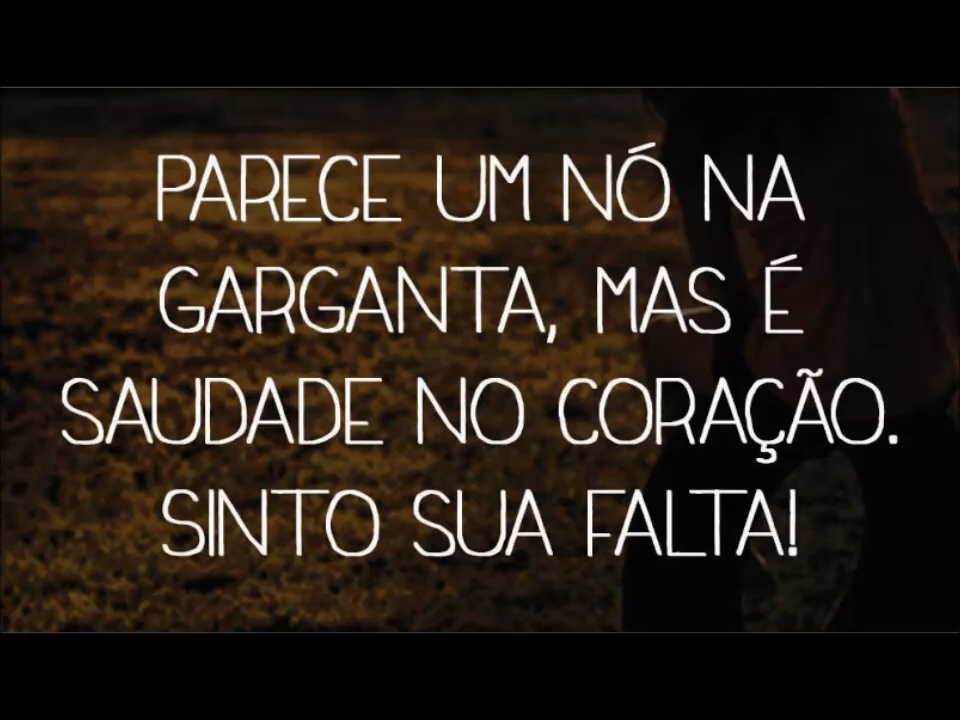 PARECE UM NÓ NA
GARGANTA, MAS É
SAUDADE NO CORAÇÃO.
SINTO SUA FALTA!